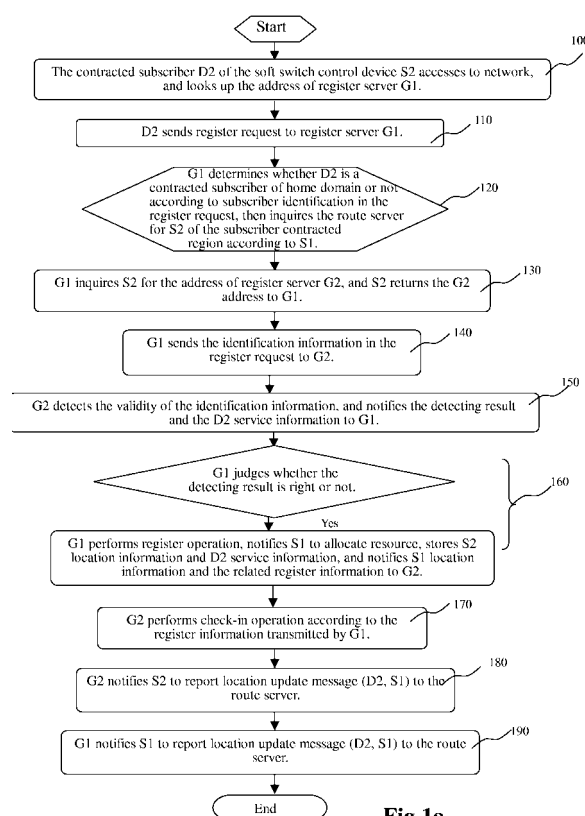 Start
100
The contracted subscriber D2 of the soft switch control device S2 accesses to network,
and looks up the address of register server G1.
110
D2 sends register request to register server G1.
G1 determines whether D2 is a
contracted subscriber of home domain or not
according to subscriber identification in the
register request, then inquires the route server
for S2 of the subscriber contracted
region according to S1.
120
130
G1 inquires S2 for the address of register server G2, and S2 returns the G2
address to G1.
140
G1 sends the identification information in the
register request to G2.
150
G2 detects the validity of the identification information, and notifies the detecting result
and the D2 service information to G1.
G1 judges whether the
detecting result is right or not.
160
Yes
G1 performs register operation, notifies S1 to allocate resource, stores S2
location information and D2 service information, and notifies S1 location
information and the related register information to G2.
170
G2 performs check-in operation according to the
register information transmitted by G1.
180
G2 notifies S2 to report location update message (D2, S1) to the
route server.
190
G1 notifies S1 to report location update message (D2, S1) to the route
server.
End